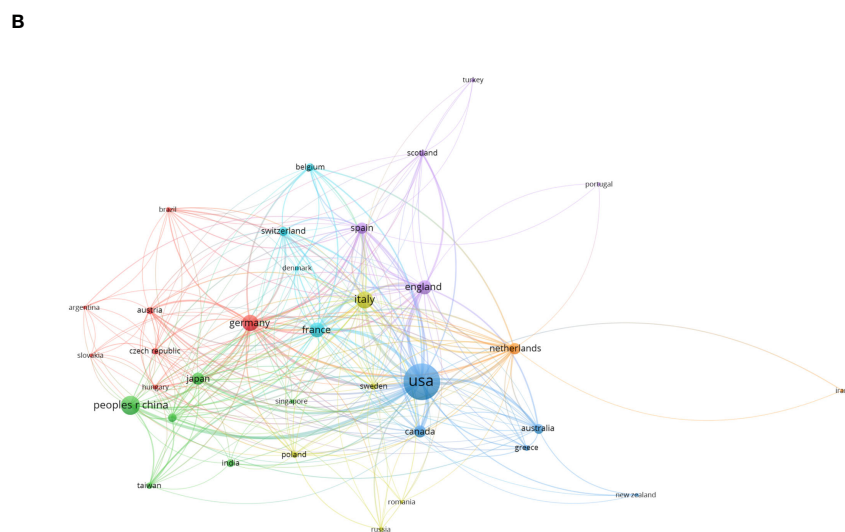 B
turkey
scotland
belgium
portugal
brazil
switzerland
spain
denmark
england
italy
argentina
austria
germany
france
netherlands
czech republic
slovakia
japan
usa
hungary
sweden
iran
singapore
peoples r china
canada
australia
greece
poland
india
taiwan
new zealand
romania
russia